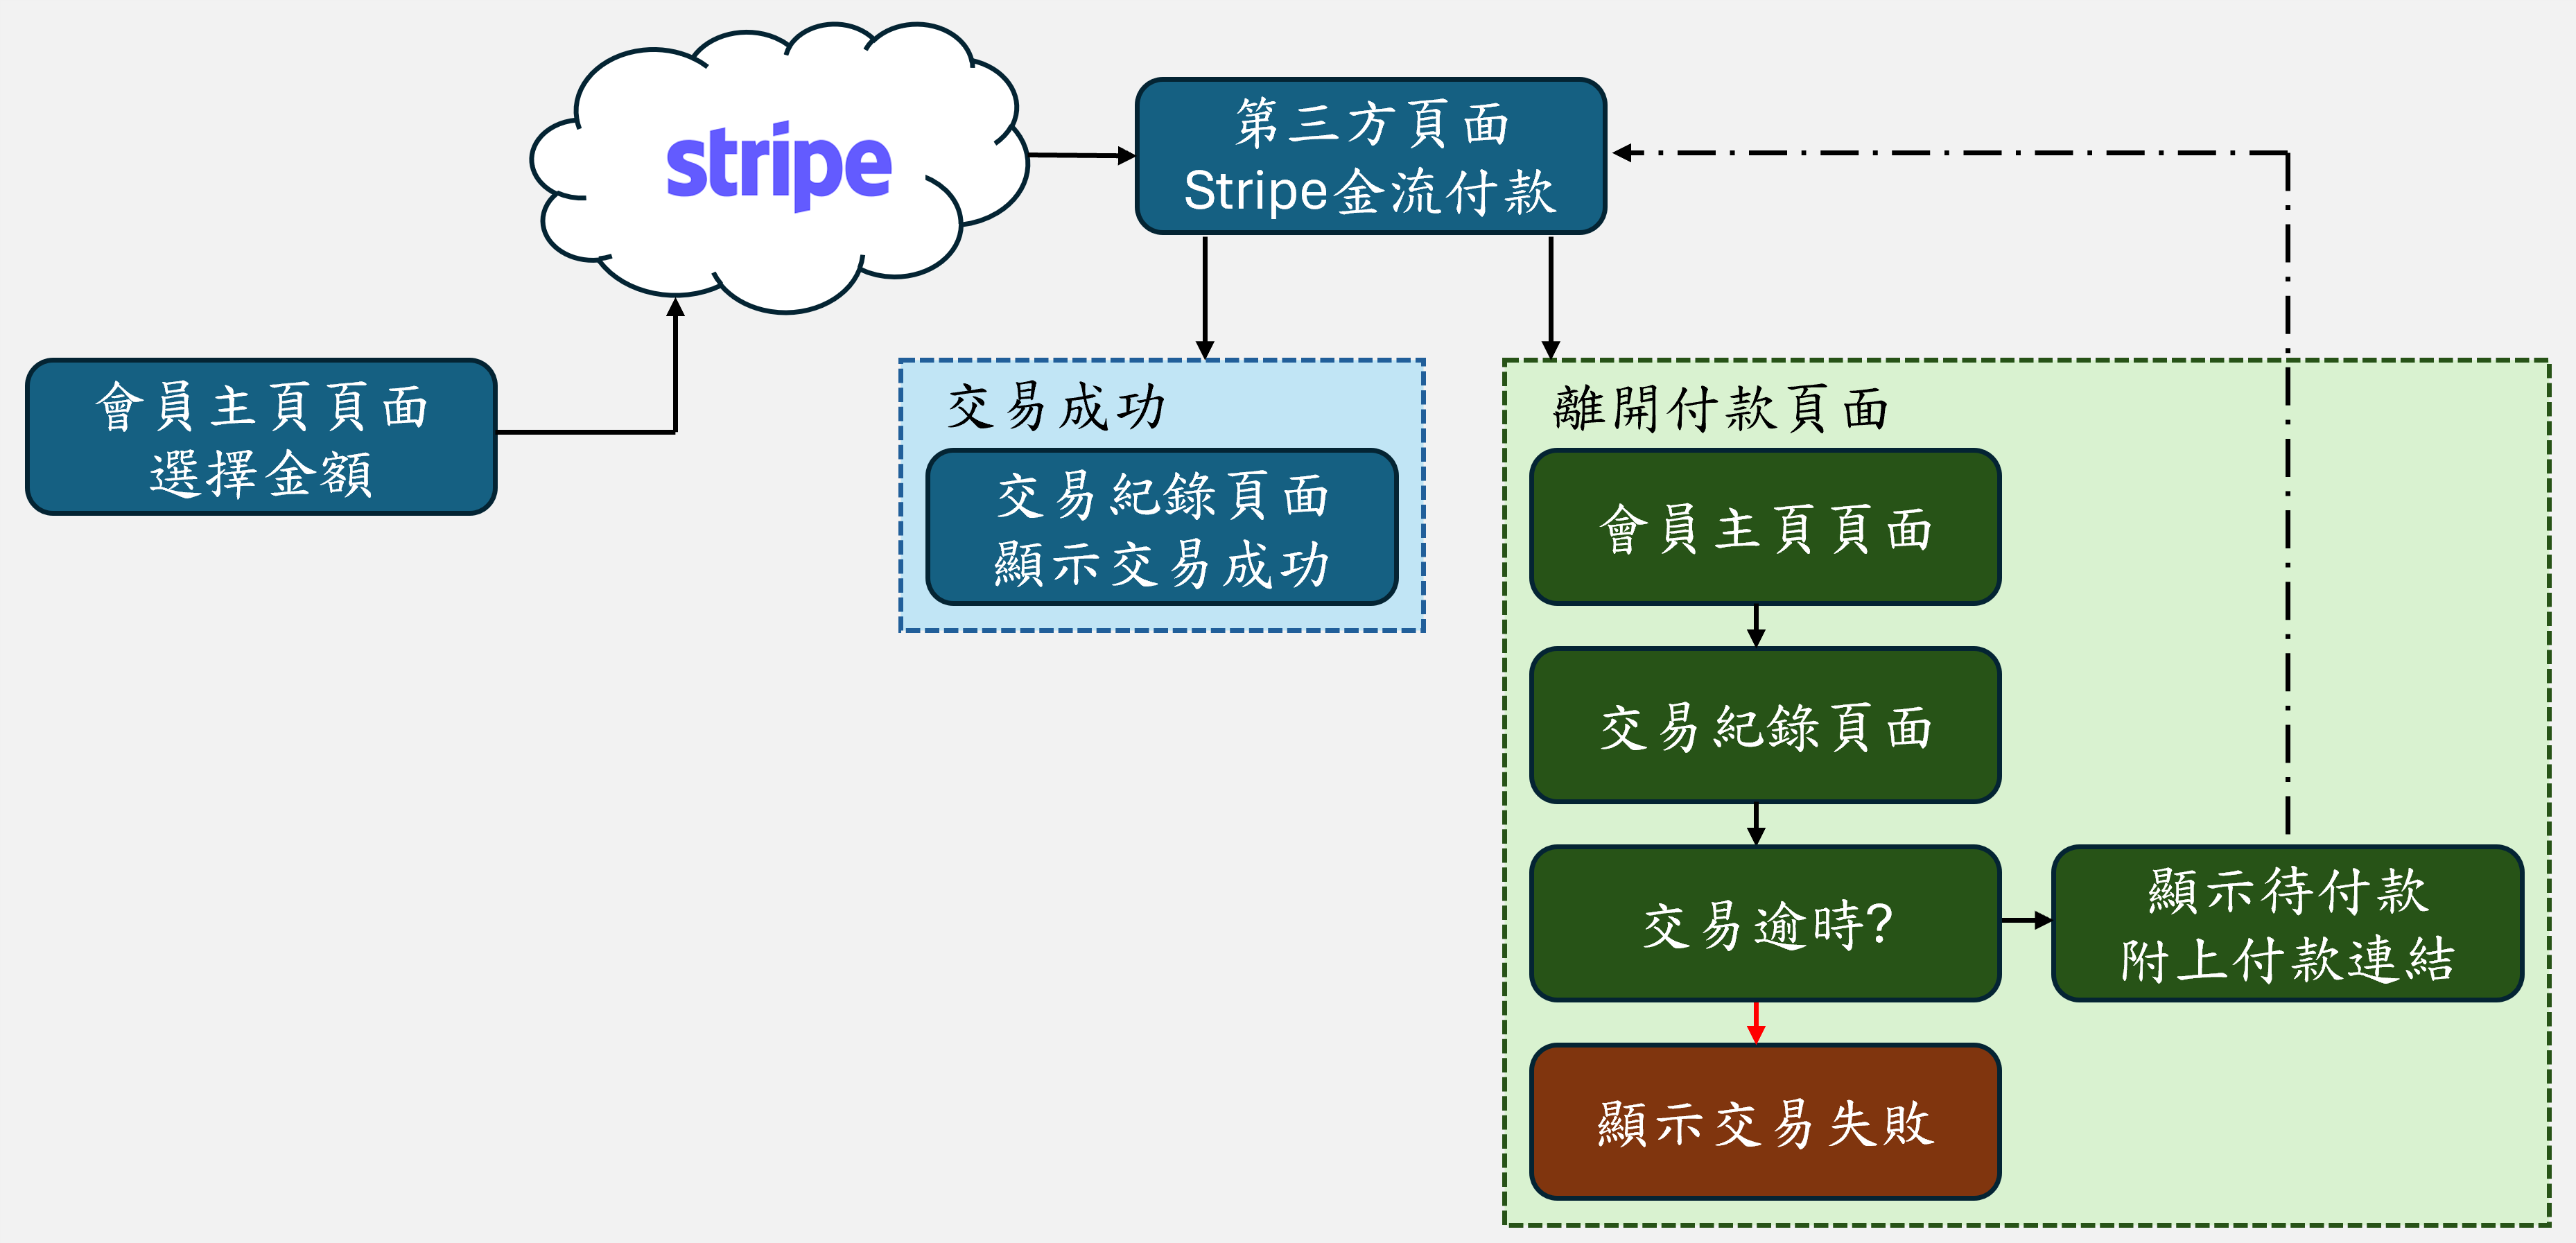 stripe
第三方頁面
Stripe金流付款
會員主頁頁面
選擇金額
交易成功
交易紀錄頁面
顯示交易成功
離開付款頁面
會員主頁頁面
交易紀錄頁面
交易逾時?
顯示待付款
附上付款連結
顯示交易失敗